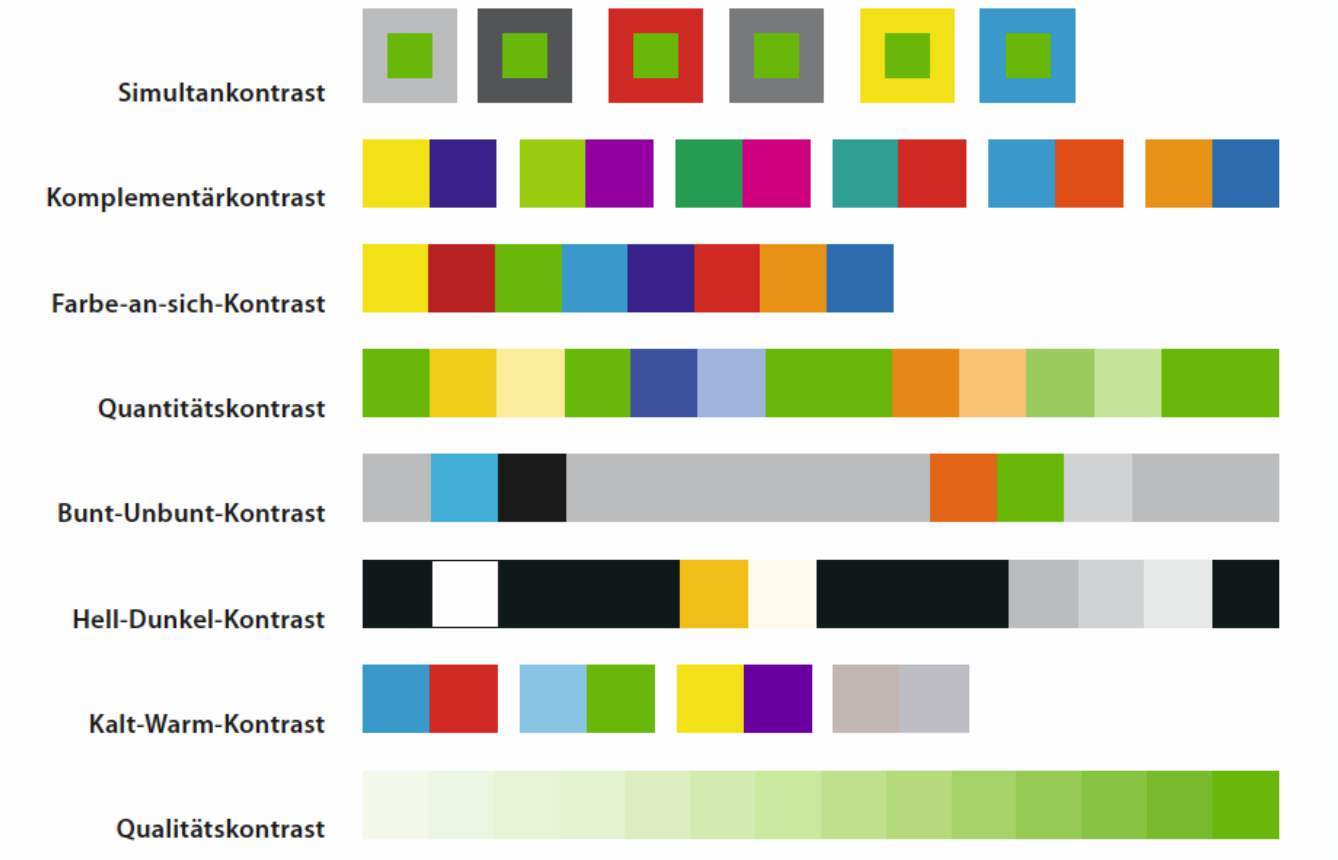 Simultankontrast
Komplementärkontrast
Farbe-an-sich-Kontrast
Quantitätskontrast
Bunt-Unbunt-Kontrast
Hell-Dunkel-Kontrast
Kalt-Warm-Kontrast
Qualitätskontrast